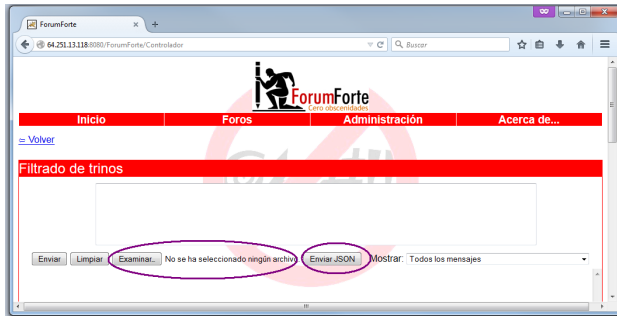 ForumForte
64.251.13.118:8080/ForumForte/Controlador
Buscar
ForumForte
Cero obscenidades
Inicio Foros Administración Acerca de...
⇐ Volver
Filtrado de trinos
Enviar Limpiar Examinar.. No se ha seleccionado ningún archivo. Enviar JSON Mostrar: Todos los mensajes